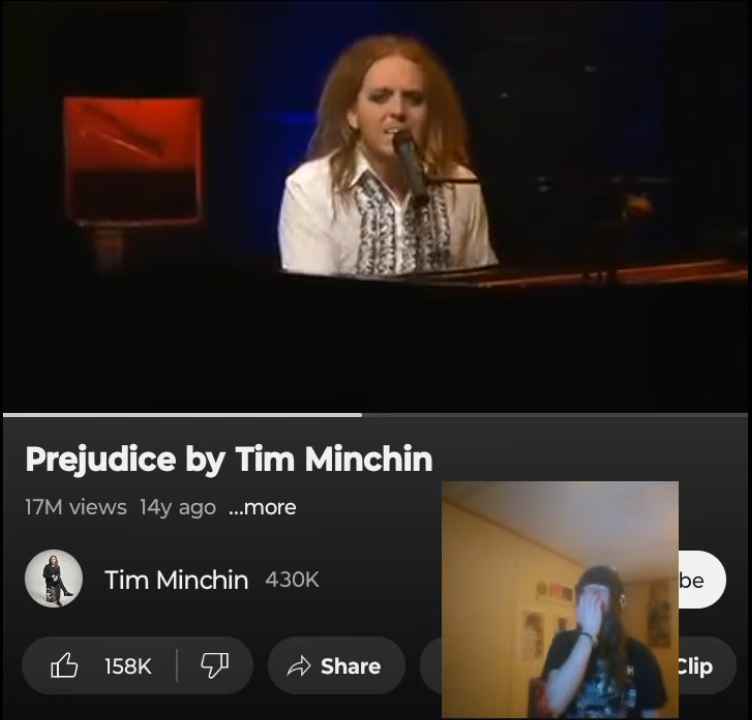 Prejudice by Tim Minchin
17M views 14y ago ...more
Tim Minchin 430K
be
158K Share Clip